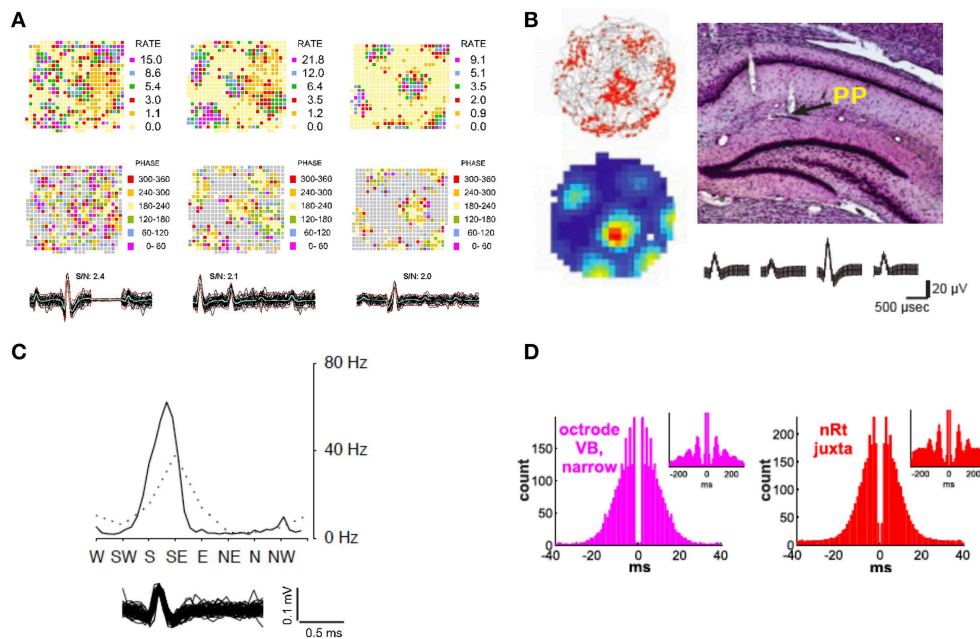 A
RATE
15.0
8.6
5.4
3.0
1.1
0.0
RATE
21.8
12.0
6.4
3.5
1.2
0.0
RATE
9.1
5.1
3.5
2.0
0.9
0.0
PHASE
300-360
240-300
180-240
120-180
60-120
0- 60
PHASE
300-360
240-300
180-240
120-180
60-120
0- 60
PHASE
300-360
240-300
180-240
120-180
60-120
0- 60
S/N: 2.4
S/N: 2.1
S/N: 2.0
B
PP
20 µV
500 µsec
C
80 Hz
40 Hz
0 Hz
W SW S SE E NE N NW
0.1 mV
0.5 ms
D
octrode
VB,
narrow
count
150
100
50
0
-40 -20 0 20 40
ms
-200 0 200
ms
nRt
juxta
count
200
150
100
50
0
-40 -20 0 20 40
ms
-200 0 200
ms